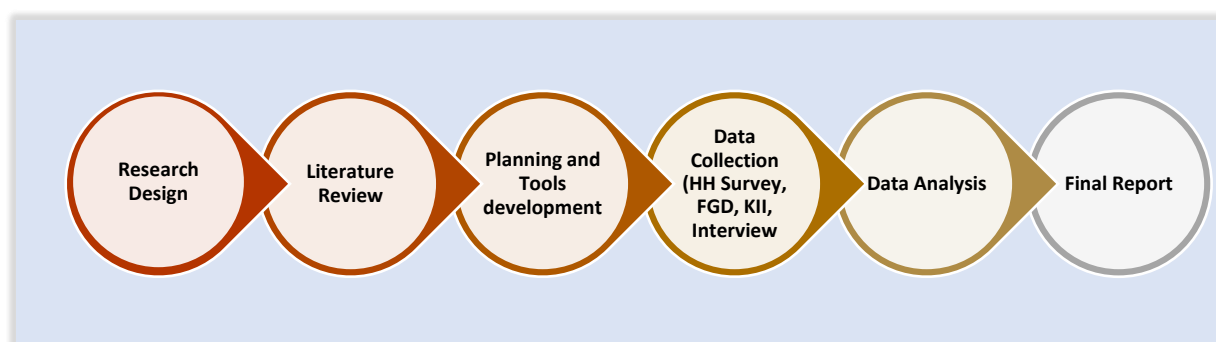 Research
Design
Literature
Review
Planning and
Tools
development
Data
Collection
(HH Survey,
FGD, KII,
Interview
Data Analysis
Final Report